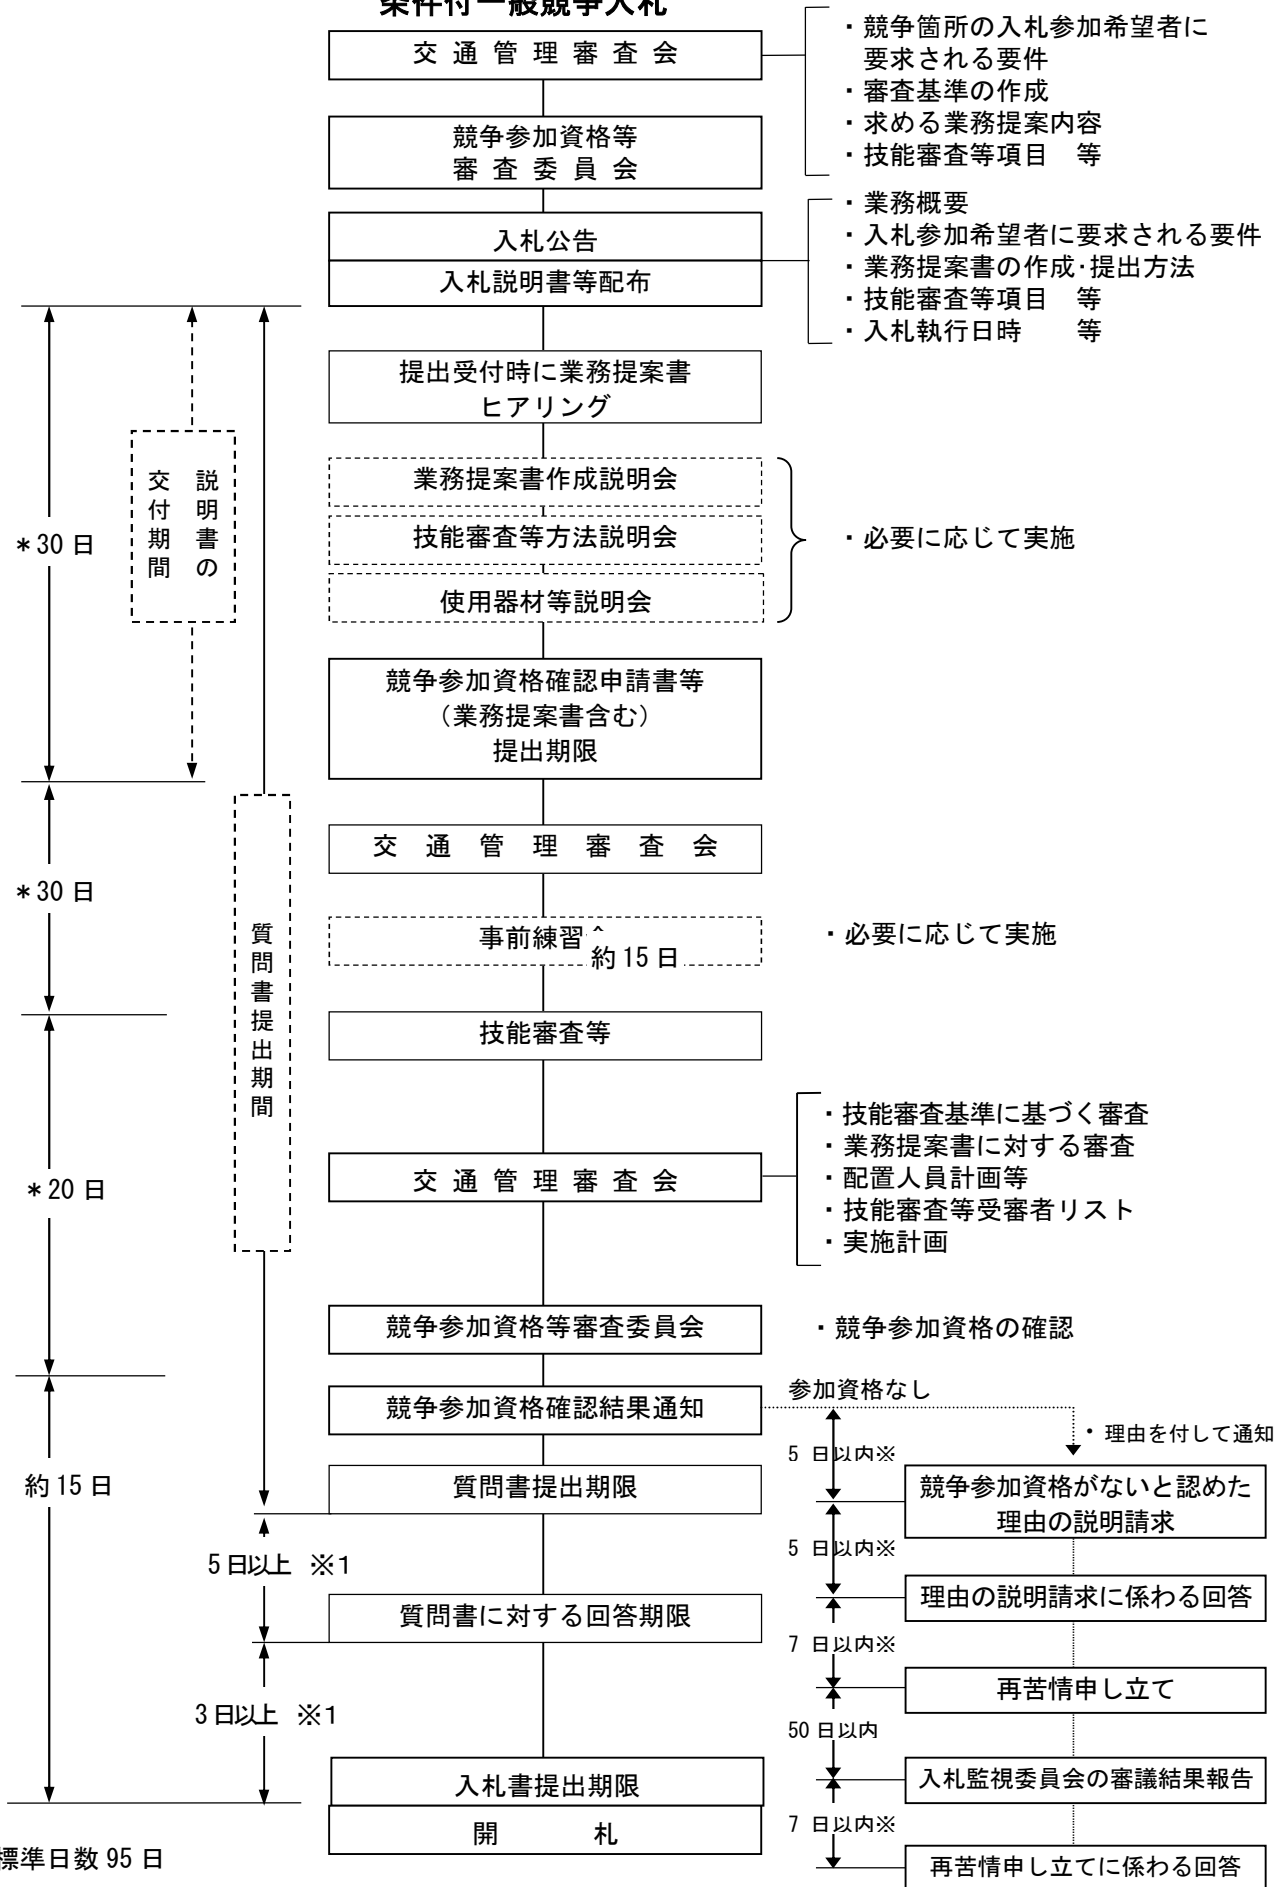 条件付一般競争入札
交通管理審査会
・競争箇所の入札参加希望者に
要求される要件
・審査基準の作成
・求める業務提案内容
・技能審査等項目　等
競争参加資格等
審査委員会
入札公告
入札説明書等配布
・業務概要
・入札参加希望者に要求される要件
・業務提案書の作成･提出方法
・技能審査等項目　等
・入札執行日時　　等
提出受付時に業務提案書
ヒアリング
業務提案書作成説明会
技能審査等方法説明会
使用器材等説明会
・必要に応じて実施
＊30日
説明書の
交付期間
競争参加資格確認申請書等
（業務提案書含む）
提出期限
交通管理審査会
＊30日
質問書提出期間
事前練習
約15日
・必要に応じて実施
技能審査等
＊20日
交通管理審査会
・技能審査基準に基づく審査
・業務提案書に対する審査
・配置人員計画等
・技能審査等受審者リスト
・実施計画
競争参加資格等審査委員会
・競争参加資格の確認
競争参加資格確認結果通知
参加資格なし
・理由を付して通知
約15日
質問書提出期限
5日以上　※1
質問書に対する回答期限
3日以上　※1
入札書提出期限
開　　　札
5 日以内※
競争参加資格がないと認めた
理由の説明請求
5 日以内※
理由の説明請求に係わる回答
7 日以内※
再苦情申し立て
50日以内
入札監視委員会の審議結果報告
7 日以内※
再苦情申し立てに係わる回答
標準日数95日